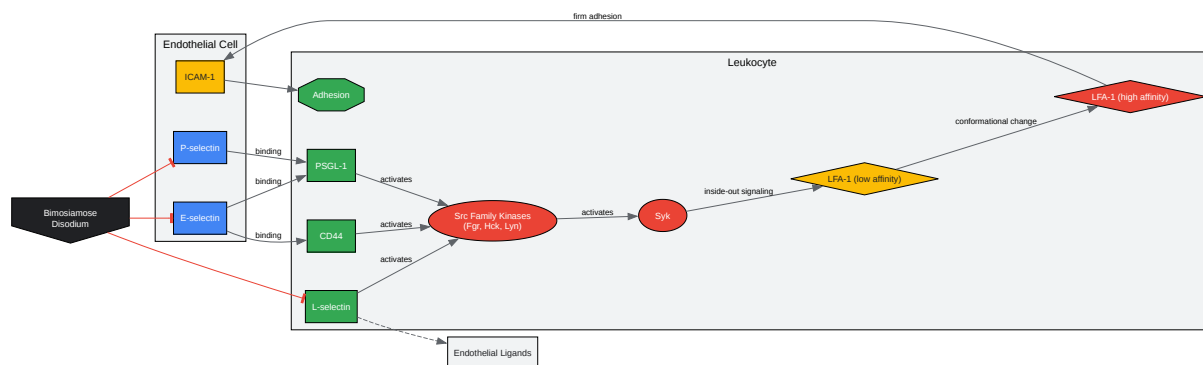 firm adhesion
Endothelial Cell
Leukocyte
ICAM-1
Adhesion
LFA-1 (high affinity)
conformational change
P-selectin
binding
PSGL-1
binding
activates
LFA-1 (low affinity)
inside-out signaling
Bimosiamose
Disodium
E-selectin
binding
CD44
activates
Src Family Kinases
(Fgr, Hck, Lyn)
activates
Syk
activates
L-selectin
Endothelial Ligands